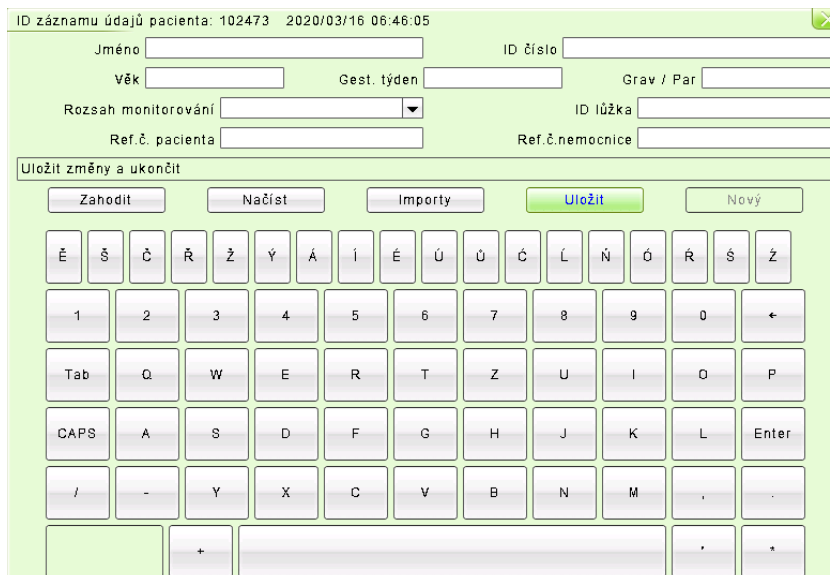 ID záznamu údajů pacienta: 102473 2020/03/16 06:46:05
Jméno ID číslo
Věk Gest. týden Grav / Par
Rozsah monitorování ID lůžka
Ref.č. pacienta Ref.č.nemocnice
Uložit změny a ukončit
Zahodit Načíst Importy Uložit Nový
Ě Š Č Ř Ž Ý Á Í É Ú Ů Ć Ĺ Ń Ó Ŕ Ś Ź
1 2 3 4 5 6 7 8 9 0 ←
Tab Q W E R T Z U I O P
CAPS A S D F G H J K L Enter
/ - Y X C V B N M , .
+ ' *